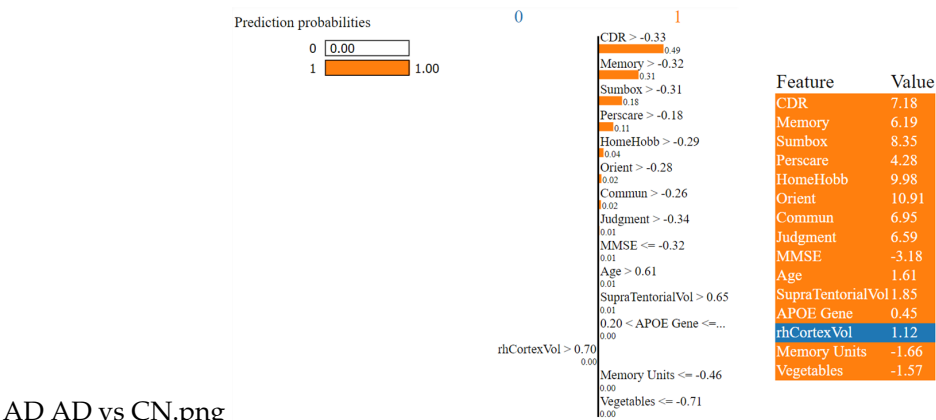 Prediction probabilities
0 0.00
1 1.00
0 1
CDR > -0.33
0.49
Memory > -0.32
0.31
Sumbox > -0.31
0.18
Perscare > -0.18
0.11
HomeHobb > -0.29
0.04
Orient > -0.28
0.02
Commun > -0.26
0.02
Judgment > -0.34
0.01
MMSE <= -0.32
0.01
Age > 0.61
0.01
SupraTentorialVol > 0.65
0.01
0.20 < APOE Gene <=...
0.00
rhCortexVol > 0.70
0.00
Memory Units <= -0.46
0.00
Vegetables <= -0.71
0.00
Feature Value
CDR 7.18
Memory 6.19
Sumbox 8.35
Perscare 4.28
HomeHobb 9.98
Orient 10.91
Commun 6.95
Judgment 6.59
MMSE -3.18
Age 1.61
SupraTentorialVol 1.85
APOE Gene 0.45
rhCortexVol 1.12
Memory Units -1.66
Vegetables -1.57
AD AD vs CN.png